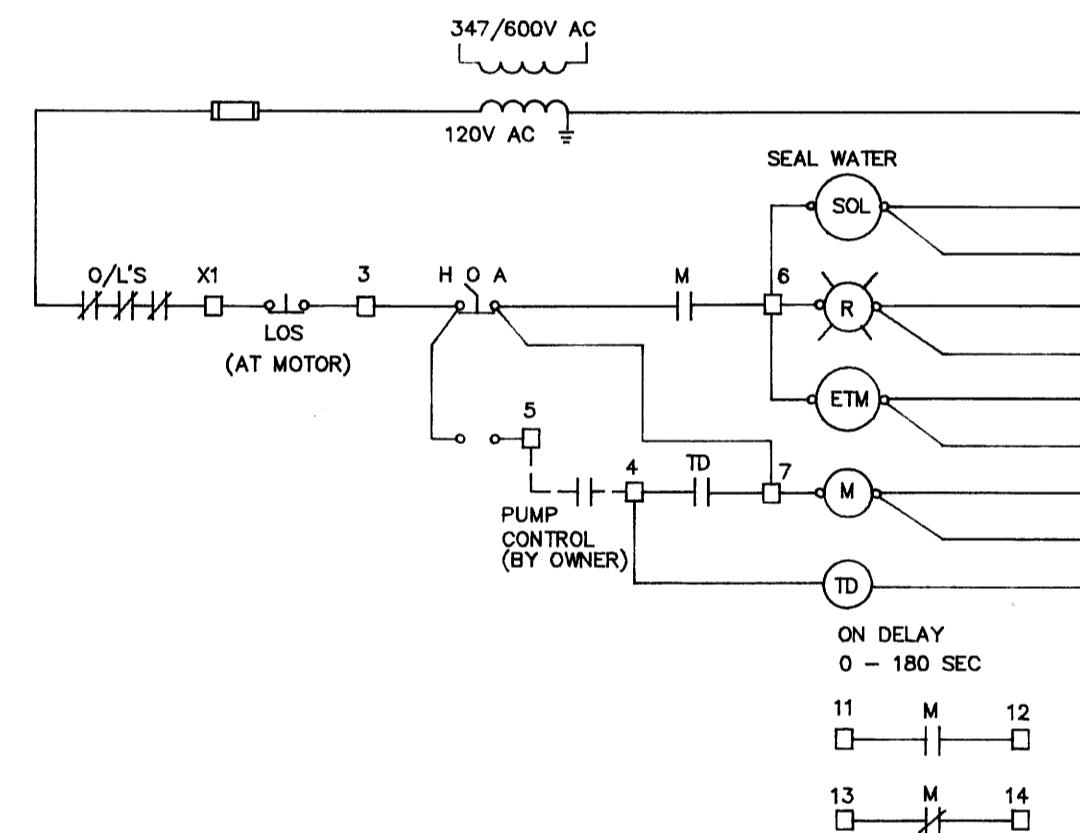 347/600V AC
120V AC
SEAL WATER
SOL
O/L'S
X1
3
H O A
M
6
LOS
(AT MOTOR)
R
ETM
5
4
TD
7
M
PUMP
CONTROL
(BY OWNER)
TD
ON DELAY
0 - 180 SEC
11
M
12
13
M
14